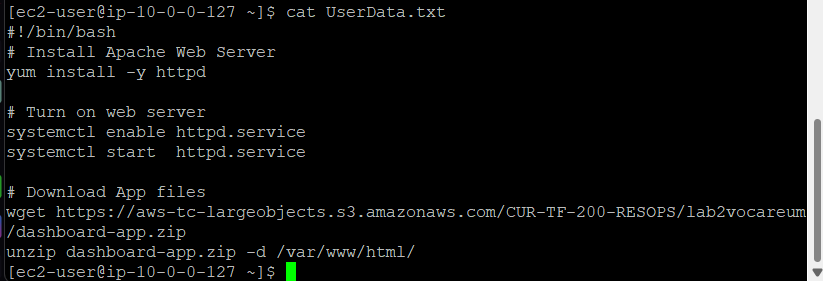 [ec2-user@ip-10-0-0-127 ~]$ cat UserData.txt
#!/bin/bash
# Install Apache Web Server
yum install -y httpd
# Turn on web server
systemctl enable httpd.service
systemctl start  httpd.service
# Download App files
wget https://aws-tc-largeobjects.s3.amazonaws.com/CUR-TF-200-RESOPS/lab2vocareum
/dashboard-app.zip
unzip dashboard-app.zip -d /var/www/html/
[ec2-user@ip-10-0-0-127 ~]$